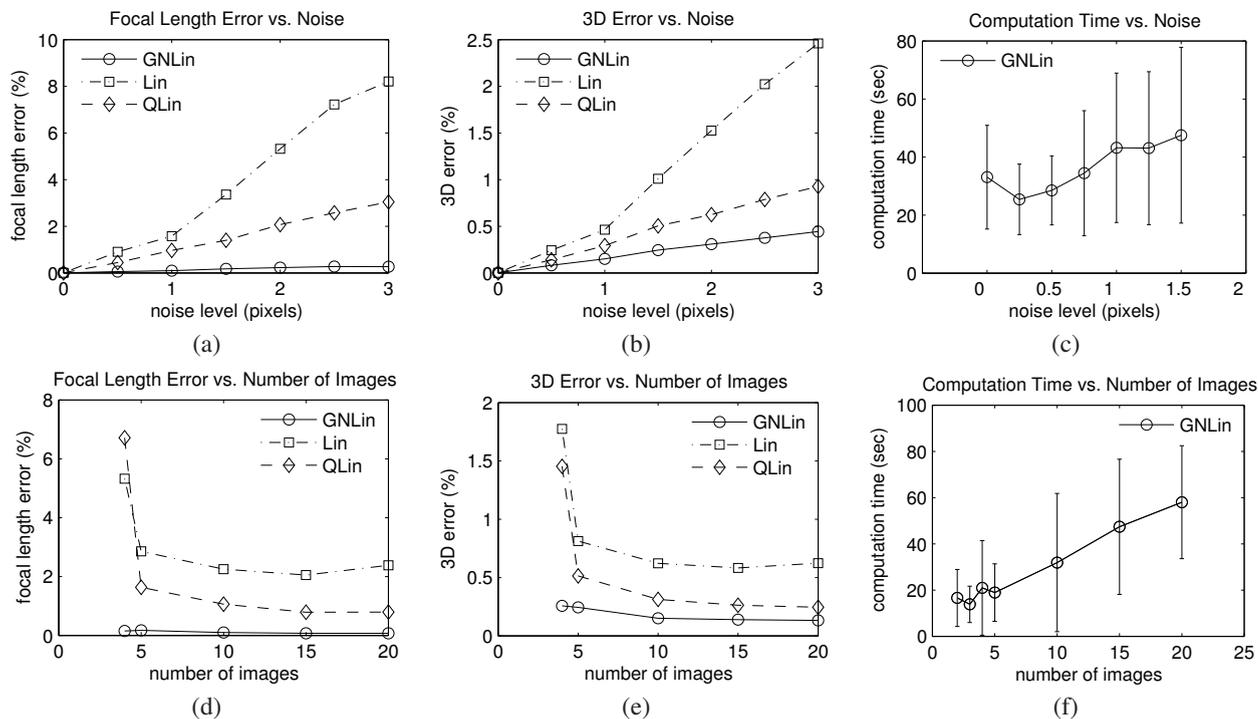 Focal Length Error vs. Noise
focal length error (%)
10
8
6
4
2
0
GNLin
Lin
QLin
0 1 2 3
noise level (pixels)
(a)
3D Error vs. Noise
3D error (%)
2.5
2
1.5
1
0.5
0
GNLin
Lin
QLin
0 1 2 3
noise level (pixels)
(b)
Computation Time vs. Noise
computation time (sec)
80
60
40
20
0
GNLin
0 0.5 1 1.5 2
noise level (pixels)
(c)
Focal Length Error vs. Number of Images
focal length error (%)
8
6
4
2
0
GNLin
Lin
QLin
0 5 10 15 20
number of images
(d)
3D Error vs. Number of Images
3D error (%)
2
1.5
1
0.5
0
GNLin
Lin
QLin
0 5 10 15 20
number of images
(e)
Computation Time vs. Number of Images
computation time (sec)
100
80
60
40
20
0
GNLin
0 5 10 15 20 25
number of images
(f)